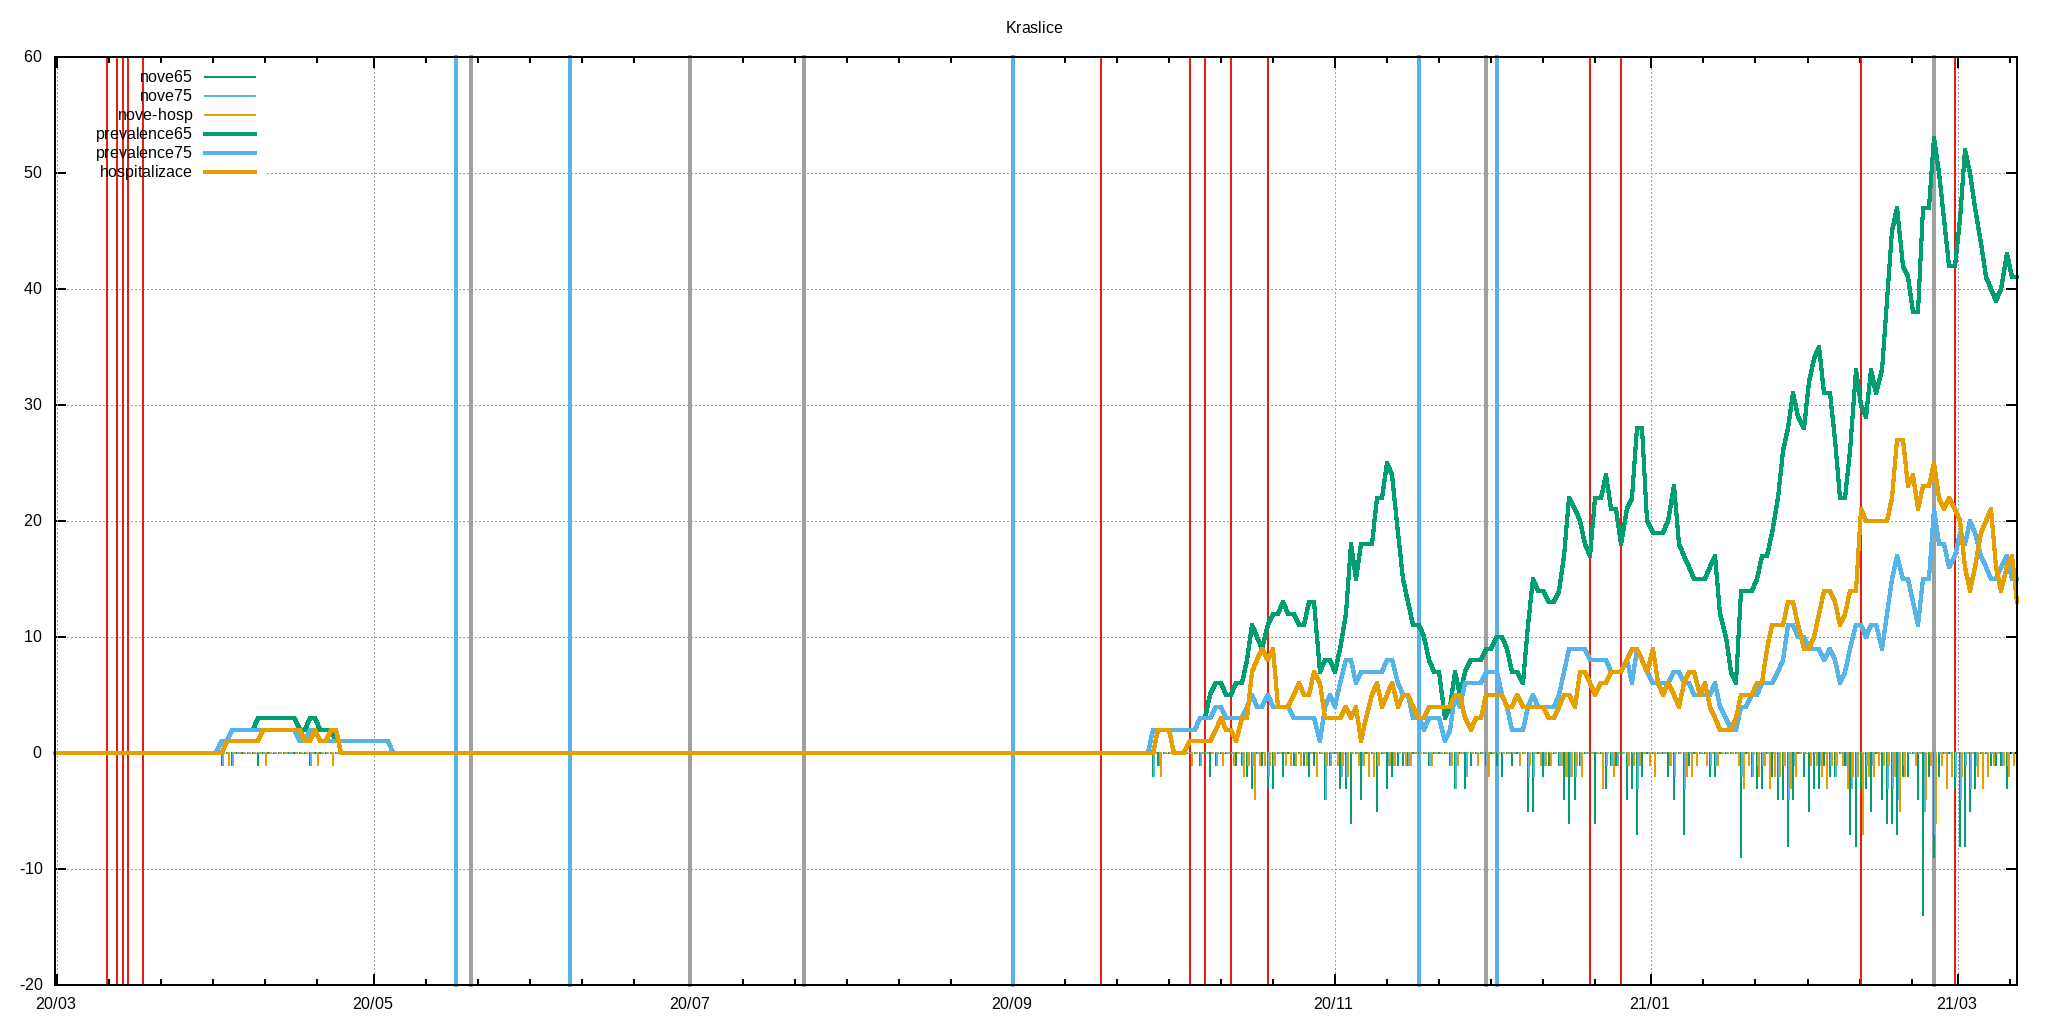 Kraslice
60
50
40
30
20
10
0
-10
-20
nove65
nove75
nove-hosp
prevalence65
prevalence75
hospitalizace
20/03 20/05 20/07 20/09 20/11 21/01 21/03